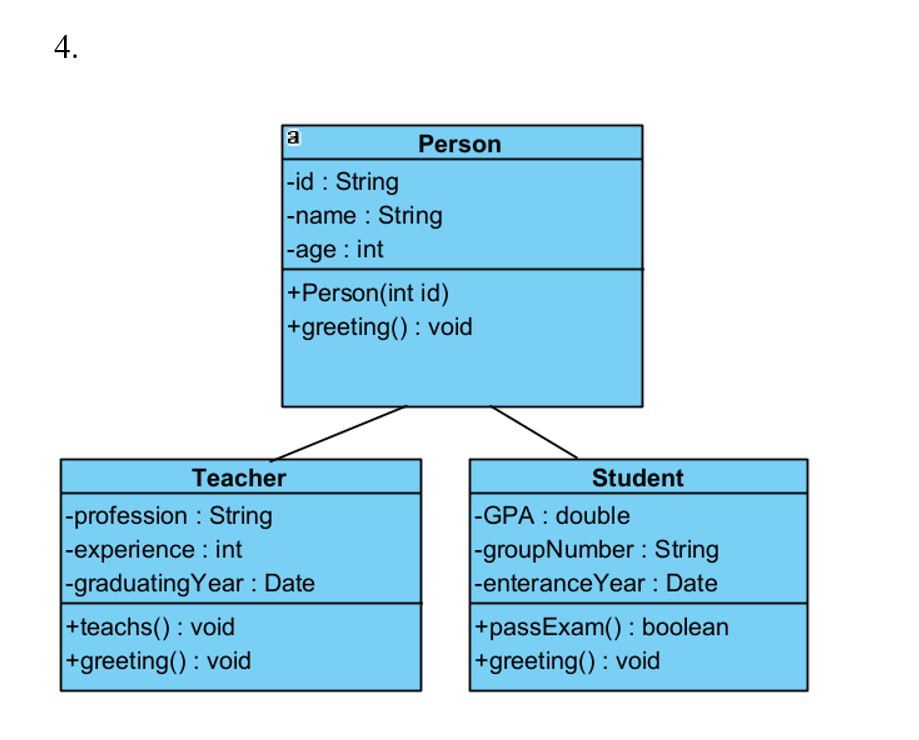 4.
a
Person
-id : String
-name : String
-age : int
+Person(int id)
+greeting() : void
Teacher
-profession : String
-experience : int
-graduatingYear : Date
+teachs() : void
+greeting() : void
Student
-GPA : double
-groupNumber : String
-enteranceYear : Date
+passExam() : boolean
+greeting() : void